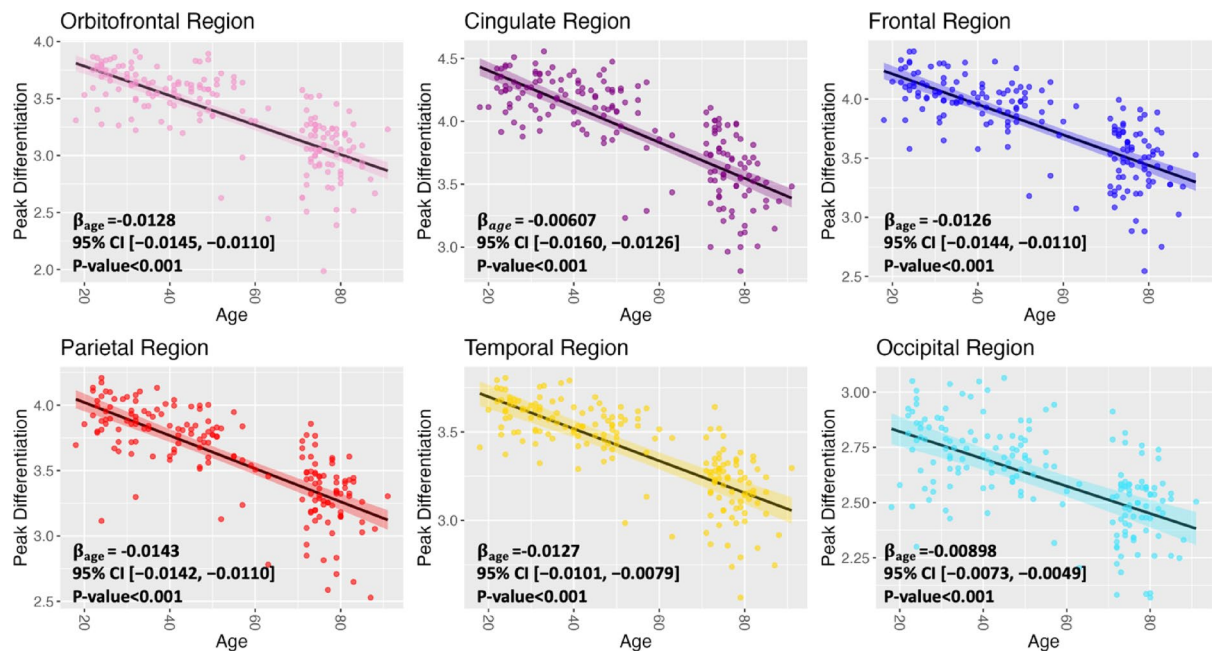 Orbitofrontal Region
Peak Differentiation
4.0
3.5
3.0
2.5
2.0
β age =-0.0128
95% CI [−0.0145, −0.0110]
P-value<0.001
20
40
60
80
Age
Cingulate Region
Peak Differentiation
4.5
4.0
3.5
3.0
β age = -0.00607
95% CI [−0.0160, −0.0126]
P-value<0.001
20
40
60
80
Age
Frontal Region
Peak Differentiation
4.0
3.5
3.0
2.5
β age =-0.0126
95% CI [−0.0144, −0.0110]
P-value<0.001
20
40
60
80
Age
Parietal Region
Peak Differentiation
4.0
3.5
3.0
2.5
β age = -0.0143
95% CI [−0.0142, −0.0110]
P-value<0.001
20
40
60
80
Age
Temporal Region
Peak Differentiation
3.5
3.0
β age =-0.0127
95% CI [−0.0101, −0.0079]
P-value<0.001
20
40
60
80
Age
Occipital Region
Peak Differentiation
3.00
2.75
2.50
2.25
β age =-0.00898
95% CI [−0.0073, −0.0049]
P-value<0.001
20
40
60
80
Age